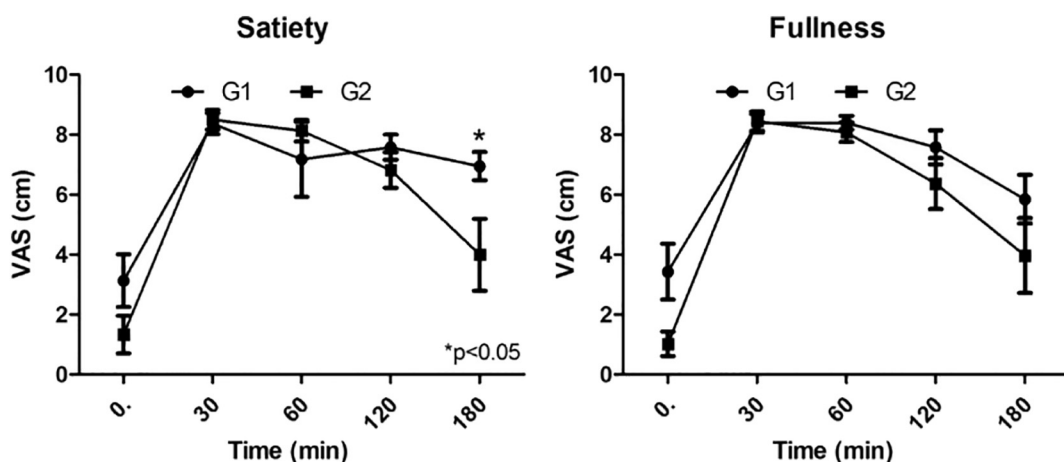 Satiety
G1 G2
VAS (cm)
10
8
6
4
2
0
*
*p<0.05
0. 30 60 120 180
Time (min)
Fullness
G1 G2
VAS (cm)
10
8
6
4
2
0
0. 30 60 120 180
Time (min)